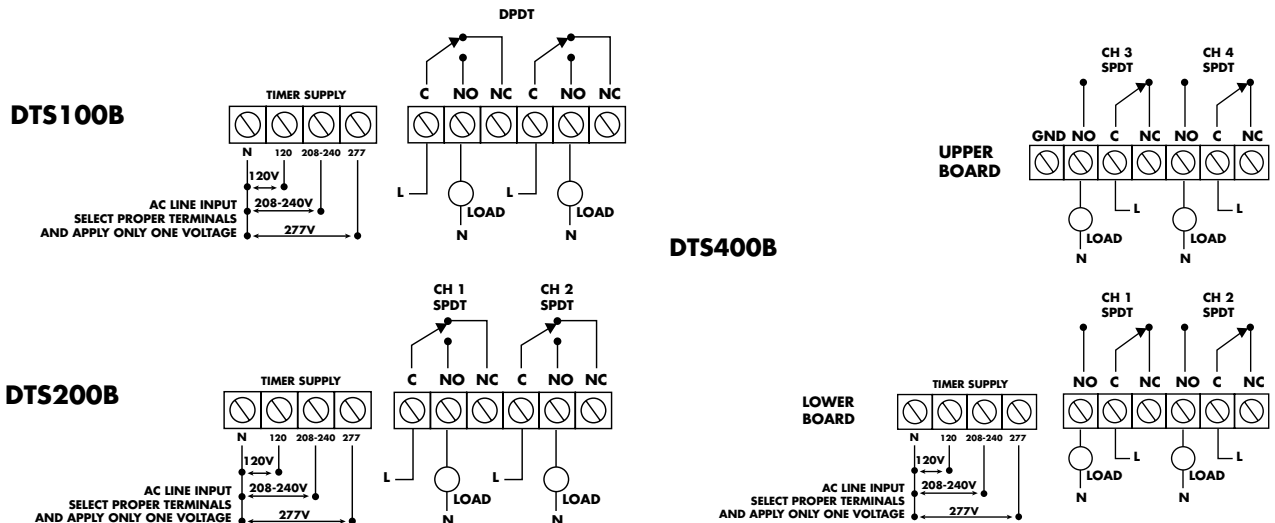 DTS100B
TIMER SUPPLY
N 120 208-240 277
120V
AC LINE INPUT 208-240V
SELECT PROPER TERMINALS
AND APPLY ONLY ONE VOLTAGE 277V
DPDT
C NO NC C NO NC
L L
LOAD LOAD
N N
DTS200B
TIMER SUPPLY
N 120 208-240 277
120V
AC LINE INPUT 208-240V
SELECT PROPER TERMINALS
AND APPLY ONLY ONE VOLTAGE 277V
CH 1 CH 2
SPDT SPDT
C NO NC C NO NC
L L
LOAD LOAD
N N
DTS400B
UPPER
BOARD
CH 3 CH 4
SPDT SPDT
GND NO C NC NO C NC
L L
LOAD LOAD
N N
LOWER
BOARD
TIMER SUPPLY
N 120 208-240 277
120V
AC LINE INPUT 208-240V
SELECT PROPER TERMINALS
AND APPLY ONLY ONE VOLTAGE 277V
CH 1 CH 2
SPDT SPDT
NO C NC NO C NC
L L
LOAD LOAD
N N